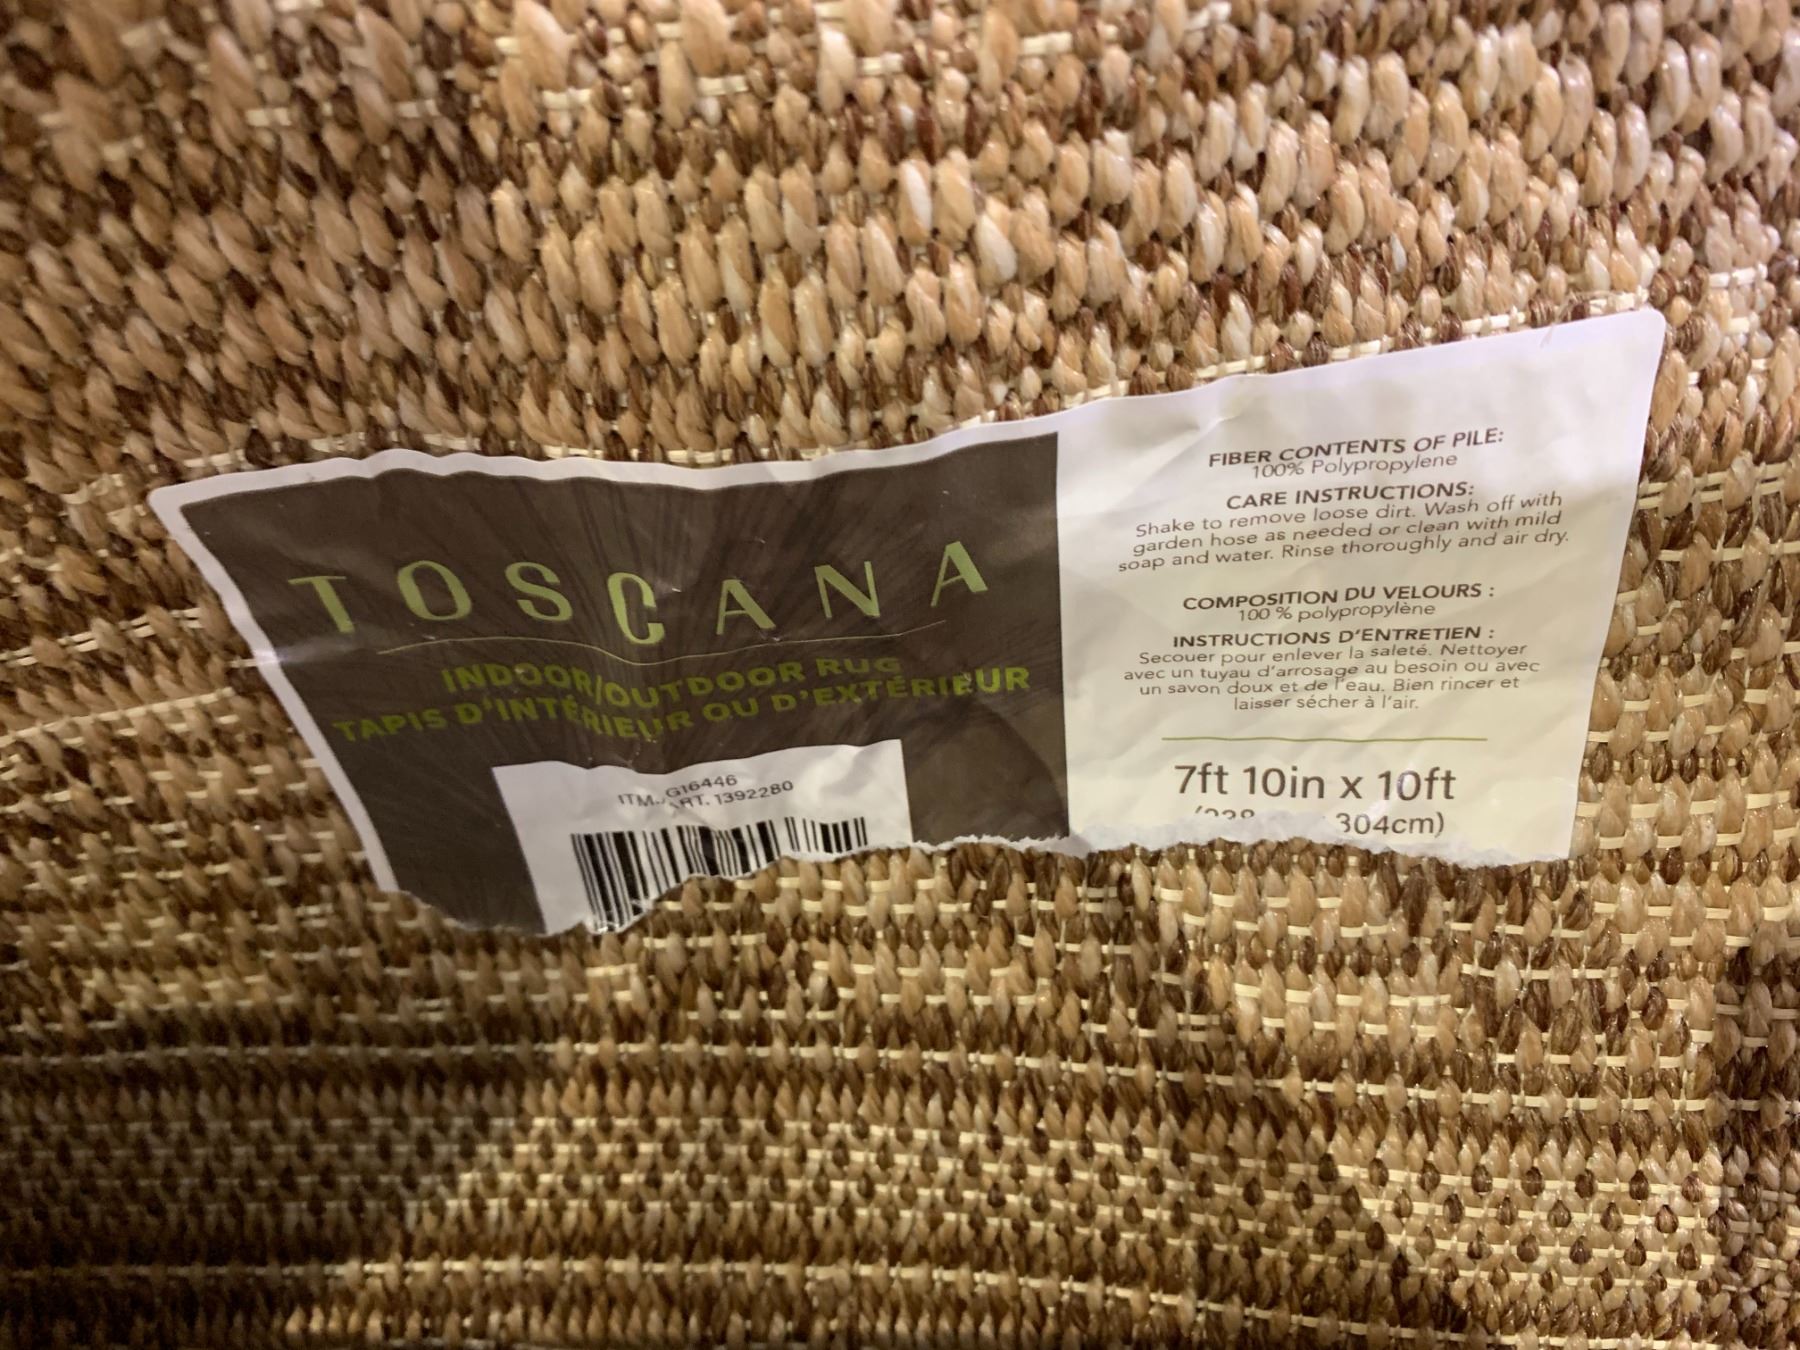 TOSCANA
INDOOR/OUTDOOR RUG
TAPIS D'INTÉRIEUR OU D'EXTÉRIEUR
G16446
ITM./ART. 1392280
FIBER CONTENTS OF PILE:
100% Polypropylene
CARE INSTRUCTIONS:
Shake to remove loose dirt. Wash off with
garden hose as needed or clean with mild
soap and water. Rinse thoroughly and air dry.
COMPOSITION DU VELOURS :
100 % polypropylène
INSTRUCTIONS D'ENTRETIEN :
Secouer pour enlever la saleté. Nettoyer
avec un tuyau d'arrosage au besoin ou avec
un savon doux et de l'eau. Bien rincer et
laisser sécher à l'air.
7ft 10in x 10ft
304cm)